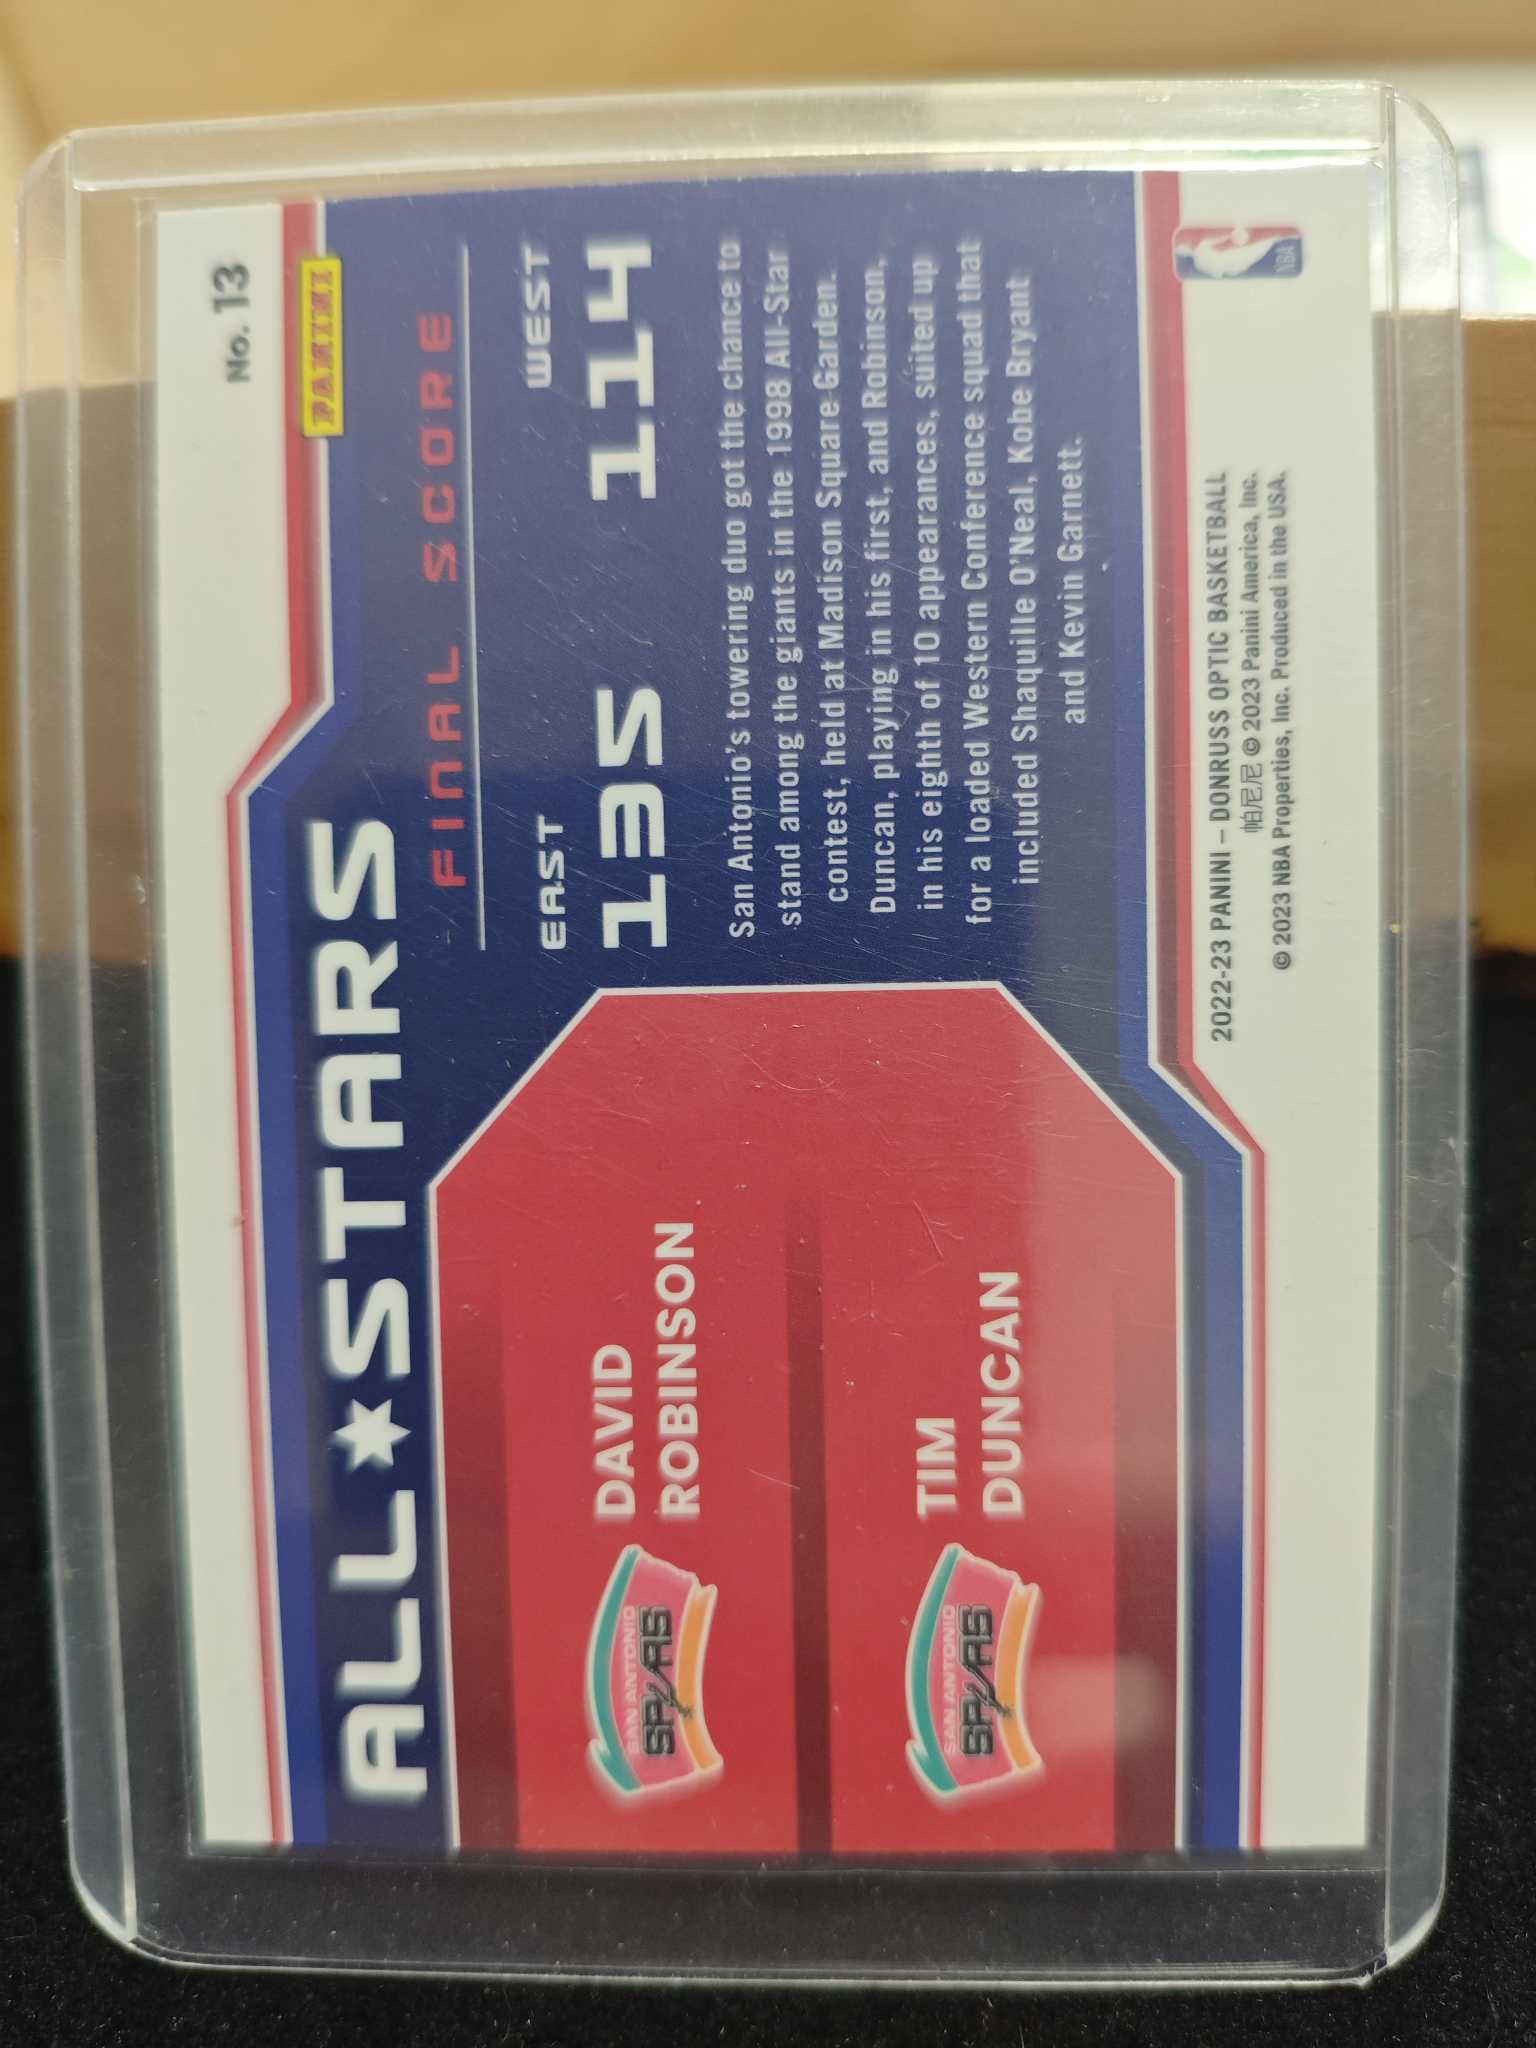 No. 13
PANINI
ALL★STARS
FINAL SCORE
EAST WEST
135 114
San Antonio's towering duo got the chance to
stand among the giants in the 1998 All-Star
contest, held at Madison Square Garden.
Duncan, playing in his first, and Robinson,
in his eighth of 10 appearances, suited up
for a loaded Western Conference squad that
included Shaquille O'Neal, Kobe Bryant
and Kevin Garnett.
DAVID
ROBINSON
SAN ANTONIO
SPURS
TIM
DUNCAN
SAN ANTONIO
SPURS
2022-23 PANINI – DONRUSS OPTIC BASKETBALL
帕尼尼 © 2023 Panini America, Inc.
© 2023 NBA Properties, Inc. Produced in the USA.
NBA